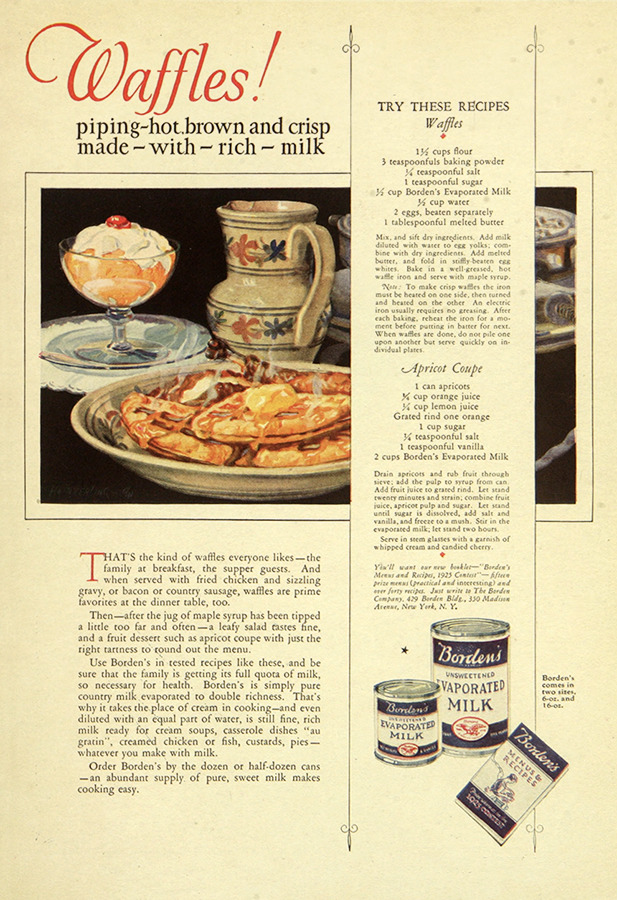 Waffles!
piping-hot, brown and crisp
made - with - rich - milk
THAT'S the kind of waffles everyone likes—the
family at breakfast, the supper guests. And
when served with fried chicken and sizzling
gravy, or bacon or country sausage, waffles are prime
favorites at the dinner table, too.
Then—after the jug of maple syrup has been tipped
a little too far and often—a leafy salad tastes fine,
and a fruit dessert such as apricot coupe with just the
right tartness to round out the menu.
Use Borden's in tested recipes like these, and be
sure that the family is getting its full quota of milk,
so necessary for health. Borden's is simply pure
country milk evaporated to double richness. That's
why it takes the place of cream in cooking—and even
diluted with an equal part of water, is still fine, rich
milk ready for cream soups, casserole dishes "au
gratin", creamed chicken or fish, custards, pies—
whatever you make with milk.
Order Borden's by the dozen or half-dozen cans
—an abundant supply of pure, sweet milk makes
cooking easy.
TRY THESE RECIPES
Waffles
1½ cups flour
3 teaspoonfuls baking powder
¼ teaspoonful salt
1 teaspoonful sugar
½ cup Borden's Evaporated Milk
½ cup water
2 eggs, beaten separately
1 tablespoonful melted butter
Mix, and sift dry ingredients. Add milk
diluted with water to egg yolks; com-
bine with dry ingredients. Add melted
butter, and fold in stiffly-beaten egg
whites. Bake in a well-greased, hot
waffle iron and serve with maple syrup.
Note: To make crisp waffles the iron
must be heated on one side, then turned
and heated on the other. An electric
iron usually requires no greasing. After
each baking, reheat the iron for a mo-
ment before putting in batter for next.
When waffles are done, do not pile one
upon another but serve quickly on in-
dividual plates.
Apricot Coupe
1 can apricots
cup orange juice
¼ cup lemon juice
Grated rind one orange
1 cup sugar
¼ teaspoonful salt
1 teaspoonful vanilla
2 cups Borden's Evaporated Milk
Drain apricots and rub fruit through
sieve; add the pulp to syrup from can.
Add fruit juice to grated rind. Let stand
twenty minutes and strain; combine fruit
juice, apricot pulp and sugar. Let stand
until sugar is dissolved, add salt and
vanilla, and freeze to a mush. Stir in the
evaporated milk; let stand two hours.
Serve in stem glasses with a garnish of
whipped cream and candied cherry.
You'll want our new booklet—"Borden's
Menus and Recipes, 1925 Contest"—fifteen
prize menus (practical and interesting) and
over forty recipes. Just write to The Borden
Company, 429 Borden Bldg., 350 Madison
Avenue, New York, N. Y.
Borden's
UNSWEETENED
EVAPORATED
MILK
Borden's
UNSWEETENED
EVAPORATED
MILK
Borden's
comes in
two sizes,
6-oz. and
16-oz.
Borden's
MENUS &
RECIPES
1925 CONTEST